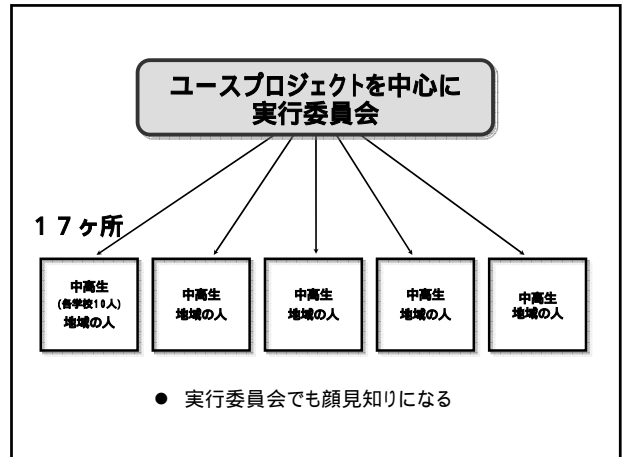 ユースプロジェクトを中心に
実行委員会
17ヶ所
中高生
(各学校10人)
地域の人
中高生
地域の人
中高生
地域の人
中高生
地域の人
中高生
地域の人
● 実行委員会でも顔見知りになる